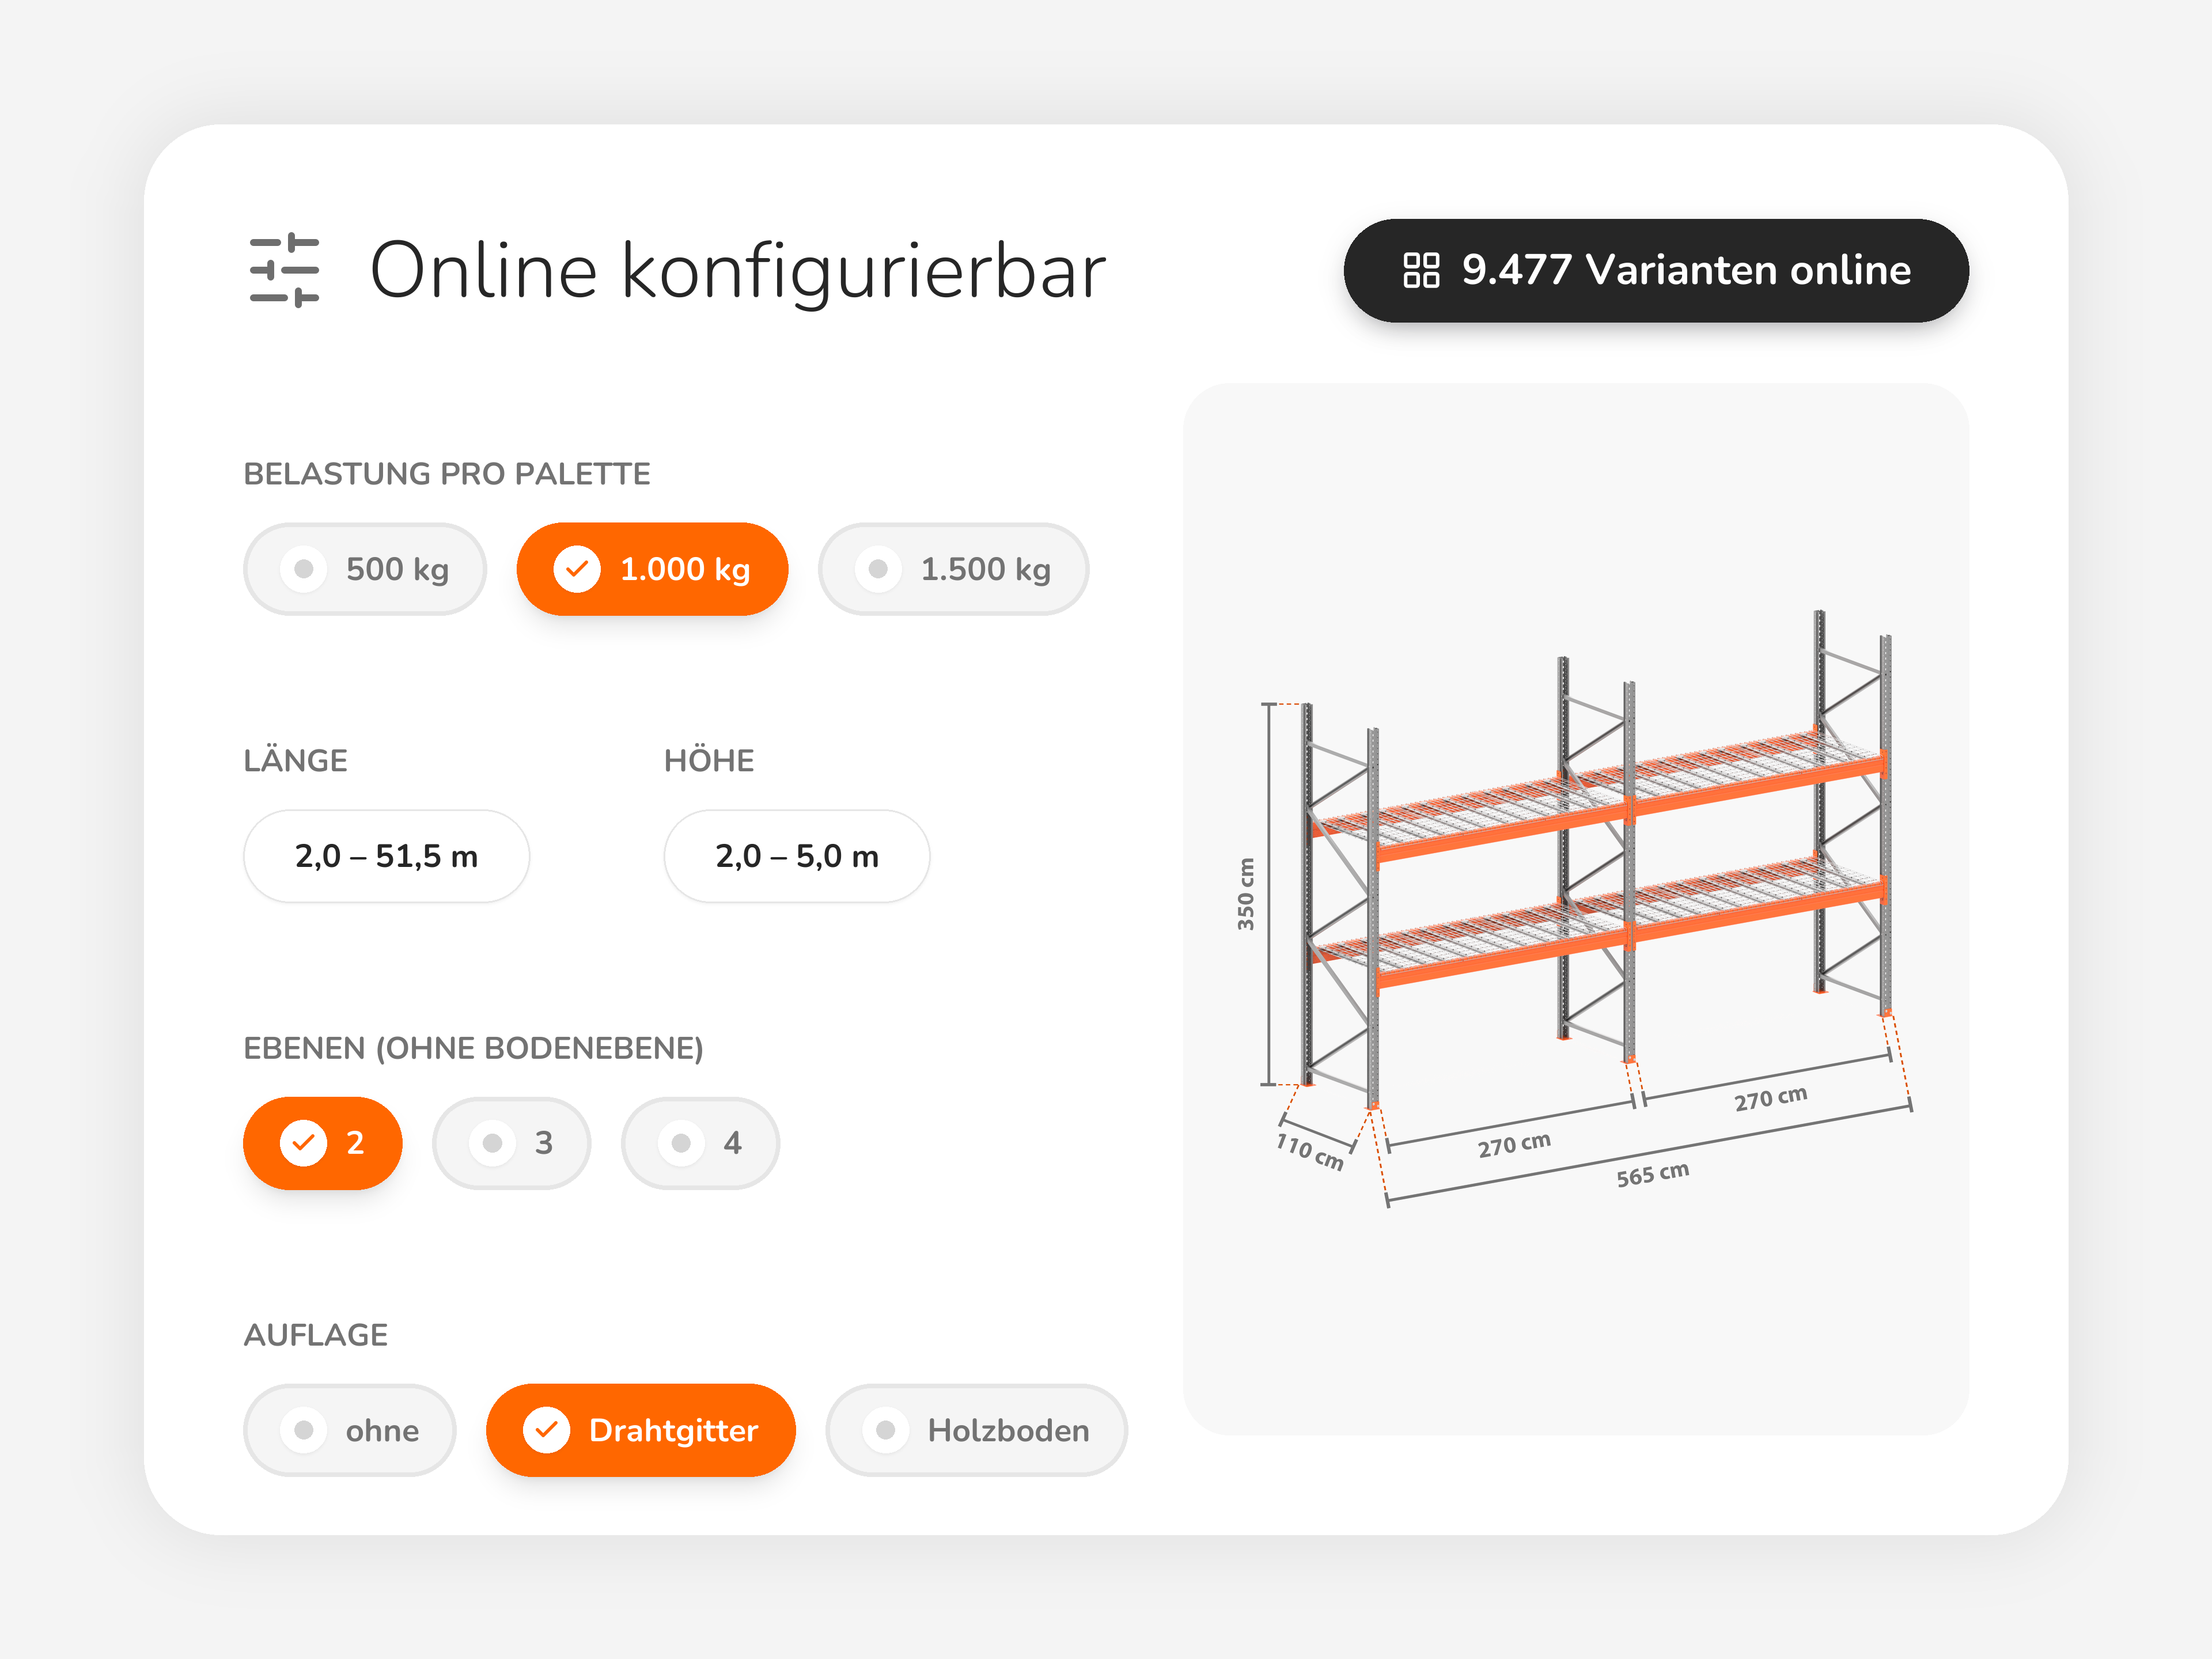 Online konfigurierbar
9.477 Varianten online
BELASTUNG PRO PALETTE
500 kg
1.000 kg
1.500 kg
LÄNGE
HÖHE
2,0 – 51,5 m
2,0 – 5,0 m
EBENEN (OHNE BODENEBENE)
2
3
4
AUFLAGE
ohne
Drahtgitter
Holzboden
350 cm
110 cm
270 cm
270 cm
565 cm